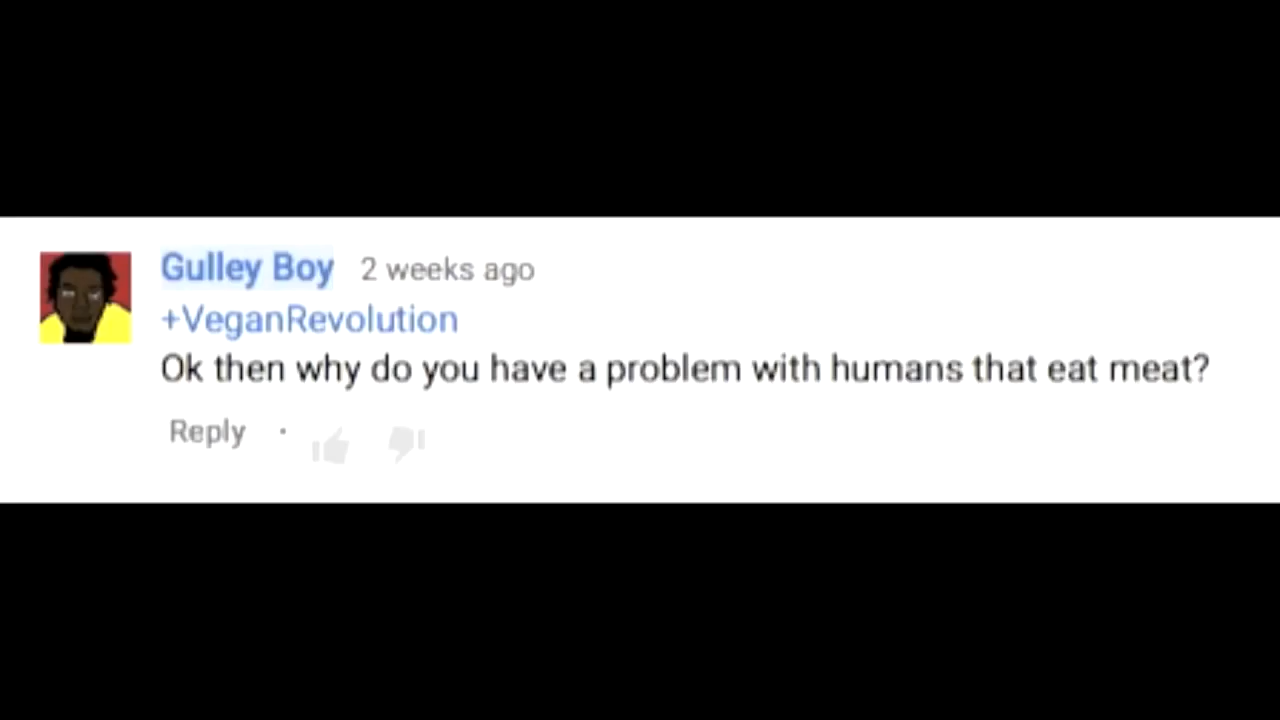 Gulley Boy 2 weeks ago
+VeganRevolution
Ok then why do you have a problem with humans that eat meat?
Reply ·